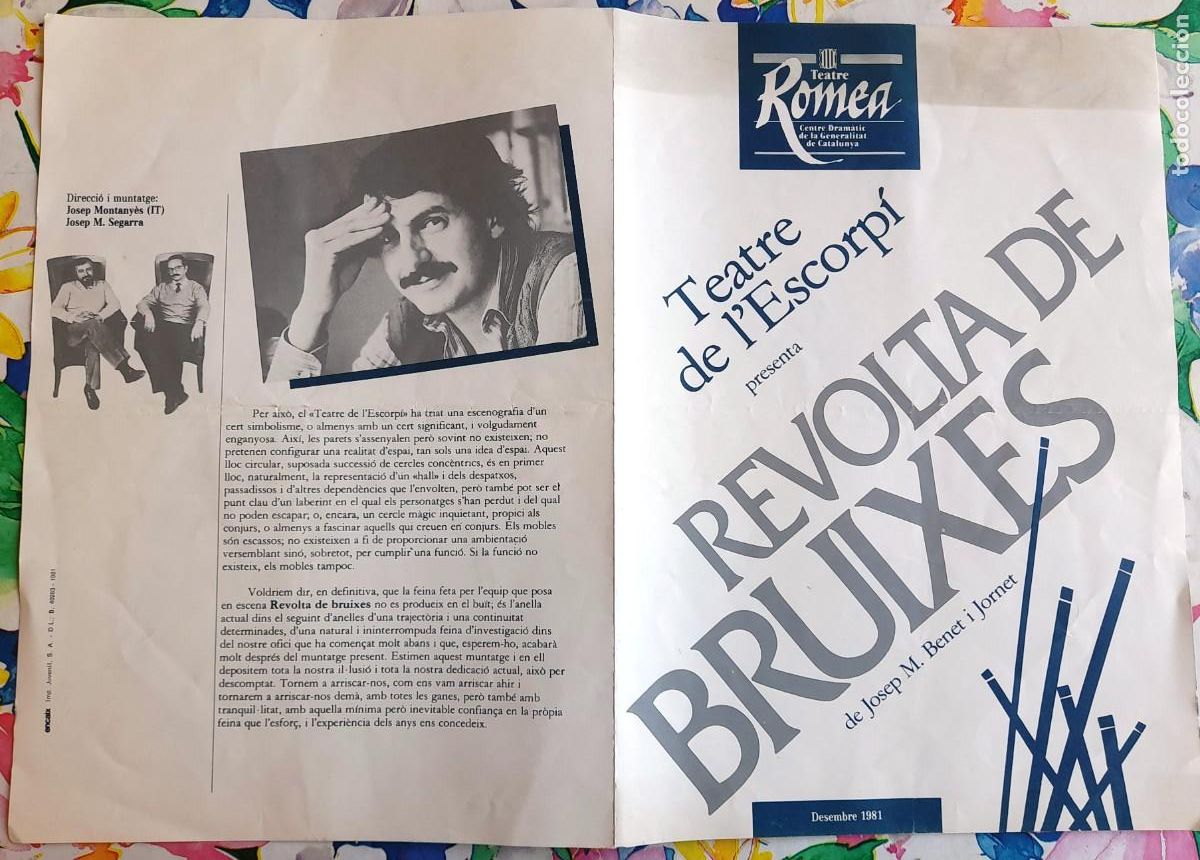 Direcció i muntatge:
Josep Montanyès (IT)
Josep M. Segarra
Per això, el «Teatre de l'Escorpí» ha triat una escenografia d'un
cert simbolisme, o almenys amb un cert significant, i volgudament
enganyosa. Així, les parets s'assenyalen però sovint no existeixen; no
pretenen configurar una realitat d'espai, tan sols una idea d'espai. Aquest
lloc circular, suposada successió de cercles concèntrics, és en primer
lloc, naturalment, la representació d'un «hall» i dels despatxos,
passadissos i d'altres dependències que l'envolten, però també pot ser el
punt clau d'un laberint en el qual els personatges s'han perdut i del qual
no poden escapar; o, encara, un cercle màgic inquietant, propici als
conjurs, o almenys a fascinar aquells qui creuen en conjurs. Els mobles
són escassos; no existeixen a fi de proporcionar una ambientació
versemblant sinó, sobretot, per cumplir una funció. Si la funció no
existeix, els mobles tampoc.
Voldríem dir, en definitiva, que la feina feta per l'equip que posa
en escena Revolta de bruixes no es produeix en el buit; és l'anella
actual dins el seguint d'anelles d'una trajectòria i una continuitat
determinades, d'una natural i ininterrompuda feina d'investigació dins
del nostre ofici que ha començat molt abans i que, esperem-ho, acabarà
molt després del muntatge present. Estimem aquest muntatge i en ell
depositem tota la nostra il·lusió i tota la nostra dedicació actual, això per
descomptat. Tornem a arriscar-nos, com ens vam arriscar ahir i
tornarem a arriscar-nos demà, amb totes les ganes, però també amb
tranquil·litat, amb aquella mínima però inevitable confiança en la pròpia
feina que l'esforç, i l'experiència dels anys ens concedeix.
encaix Imp. Juvenil, S. A. - D.L.: B. 40283 - 1981
Teatre
Romea
Centre Dramàtic
de la Generalitat
de Catalunya
Teatre
de l'Escorpí
presenta
REVOLTA DE
BRUIXES
de Josep M. Benet i Jornet
Desembre 1981
todocoleccion